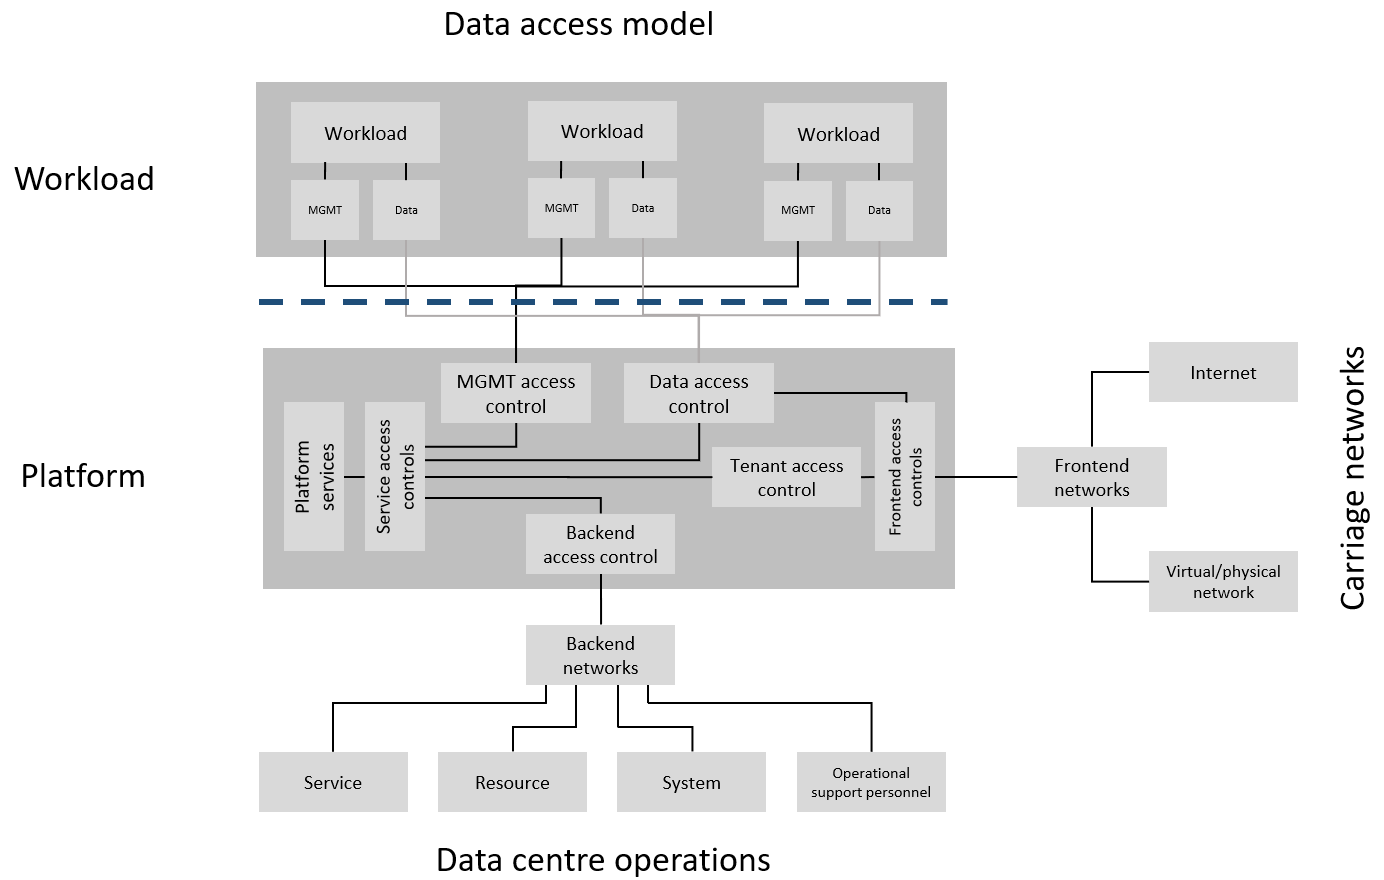 Data access model
Workload
Workload
Workload
Workload
MGMT
Data
MGMT
Data
MGMT
Data
Platform
MGMT access
control
Data access
control
Platform
services
Service access
controls
Tenant access
control
Frontend access
controls
Backend
access control
Internet
Frontend
networks
Virtual/physical
network
Carriage networks
Backend
networks
Service
Resource
System
Operational
support personnel
Data centre operations